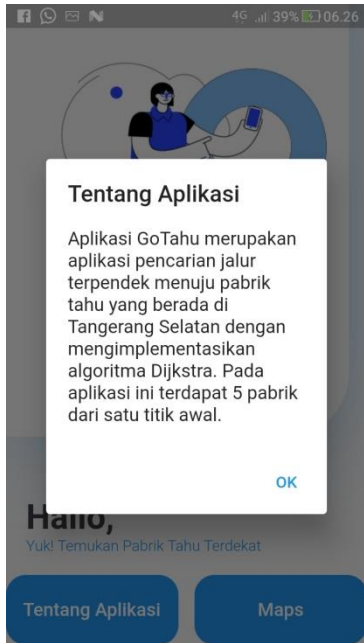 4G 39% 06.26
Tentang Aplikasi
Aplikasi GoTahu merupakan
aplikasi pencarian jalur
terpendek menuju pabrik
tahu yang berada di
Tangerang Selatan dengan
mengimplementasikan
algoritma Dijkstra. Pada
aplikasi ini terdapat 5 pabrik
dari satu titik awal.
OK
Hallo,
Yuk! Temukan Pabrik Tahu Terdekat
Tentang Aplikasi
Maps